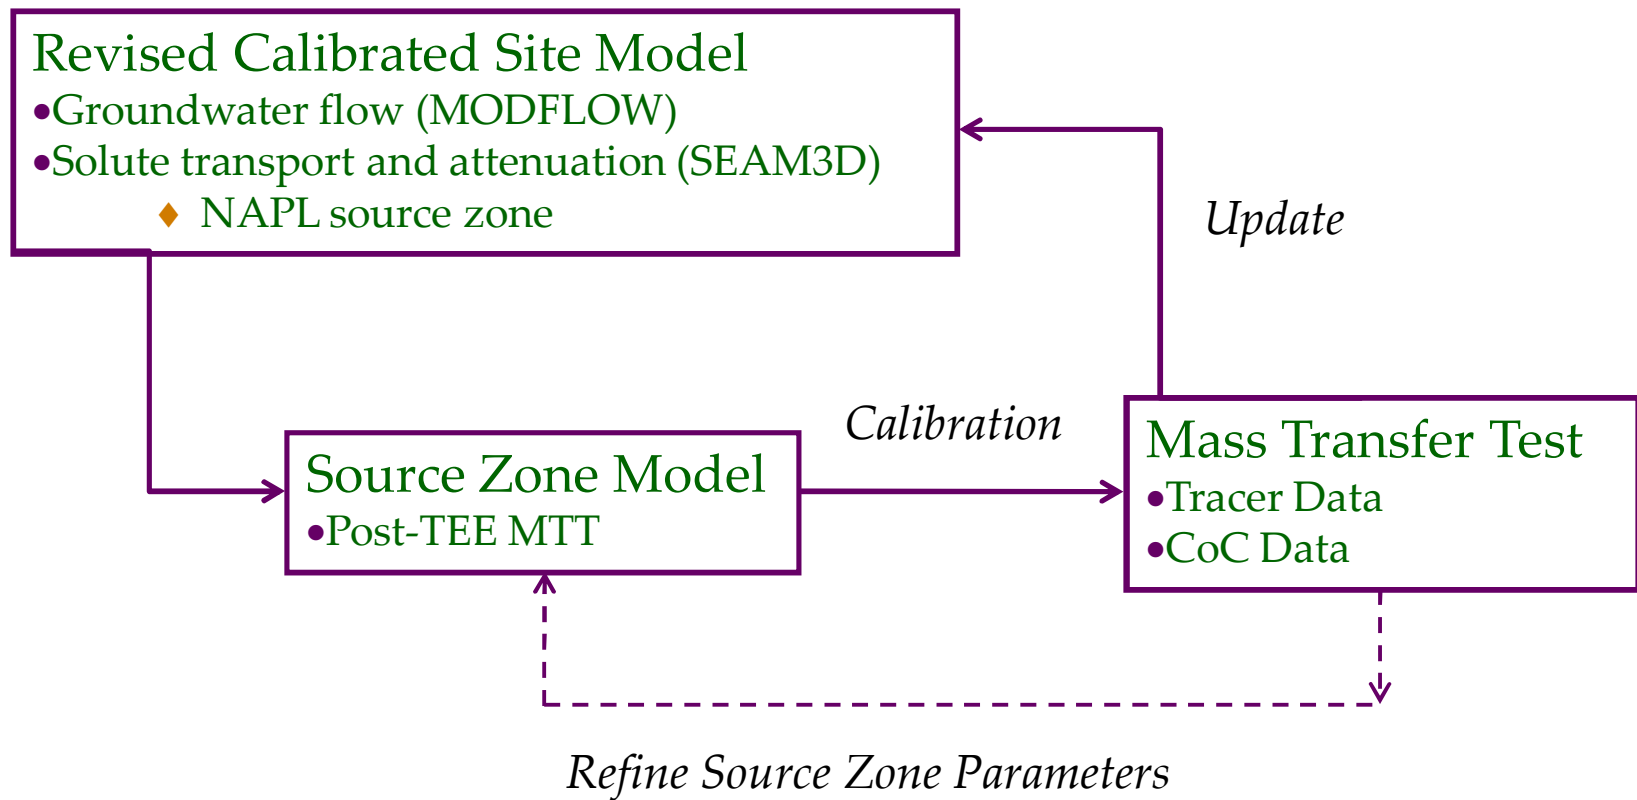 Revised Calibrated Site Model
•Groundwater flow (MODFLOW)
•Solute transport and attenuation (SEAM3D)
♦ NAPL source zone
Update
Calibration
Source Zone Model
•Post-TEE MTT
Mass Transfer Test
•Tracer Data
•CoC Data
Refine Source Zone Parameters